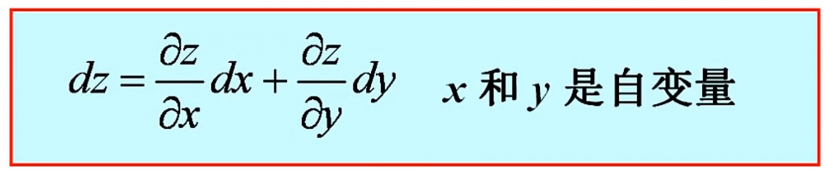 dz = ∂z/∂x dx + ∂z/∂y dy x 和 y 是自变量